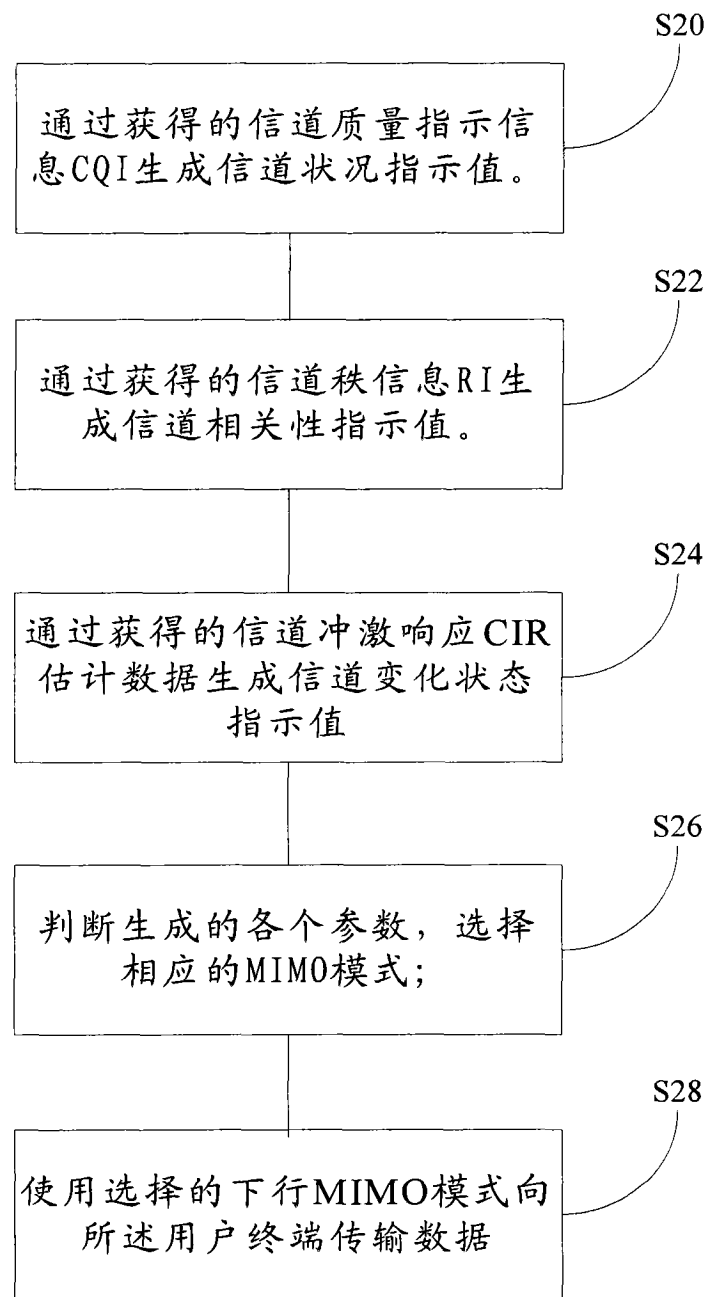 S20
通过获得的信道质量指示信
息CQI生成信道状况指示值。
S22
通过获得的信道秩信息RI生
成信道相关性指示值。
S24
通过获得的信道冲激响应CIR
估计数据生成信道变化状态
指示值
S26
判断生成的各个参数，选择
相应的MIMO模式;
S28
使用选择的下行MIMO模式向
所述用户终端传输数据